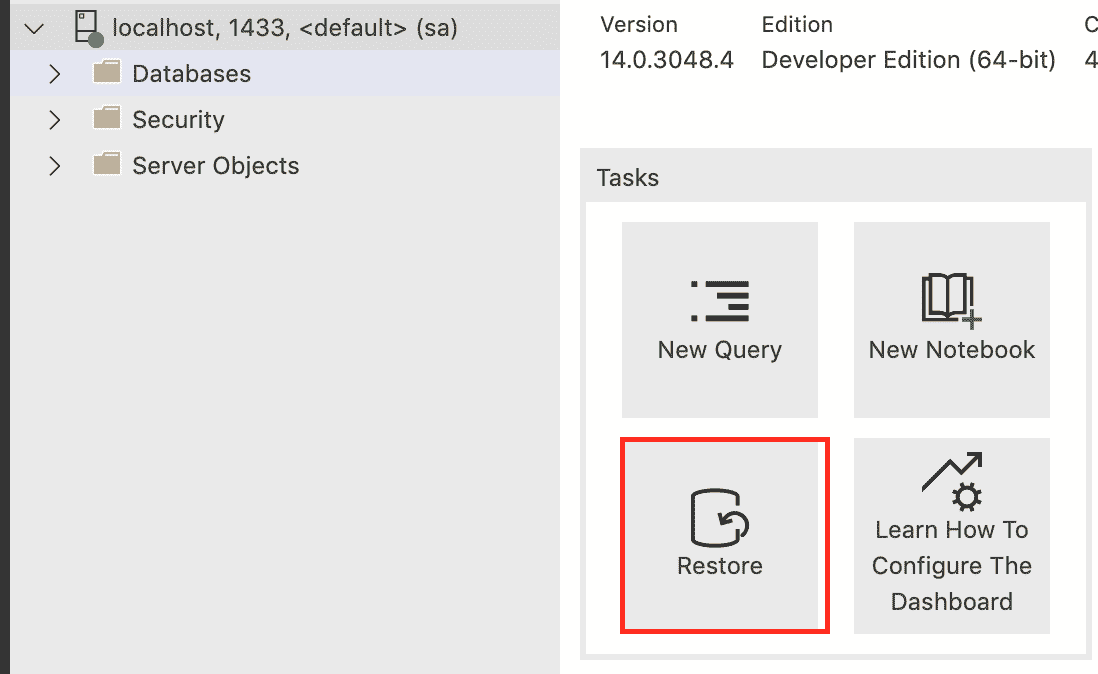 localhost, 1433, <default> (sa)
Databases
Security
Server Objects
Version
Edition
C
14.0.3048.4
Developer Edition (64-bit)
4
Tasks
New Query
New Notebook
Restore
Learn How To
Configure The
Dashboard